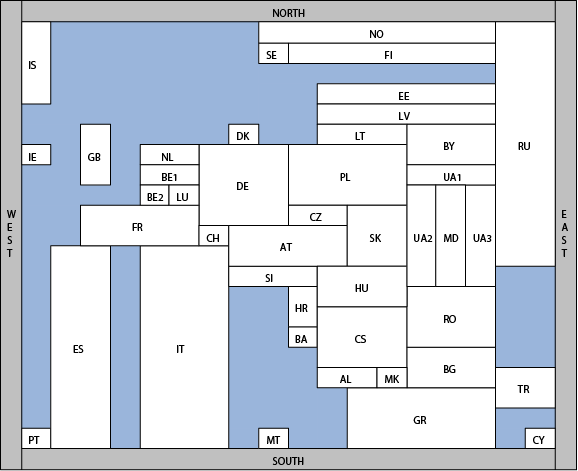 NORTH
NO
IS
SE
FI
EE
LV
DK
LT
BY
RU
IE
GB
NL
DE
PL
BE1
UA1
BE2
LU
WEST
EAST
FR
CZ
CH
AT
SK
UA2
MD
UA3
SI
HU
HR
RO
BA
CS
ES
IT
AL
MK
BG
TR
GR
PT
MT
CY
SOUTH